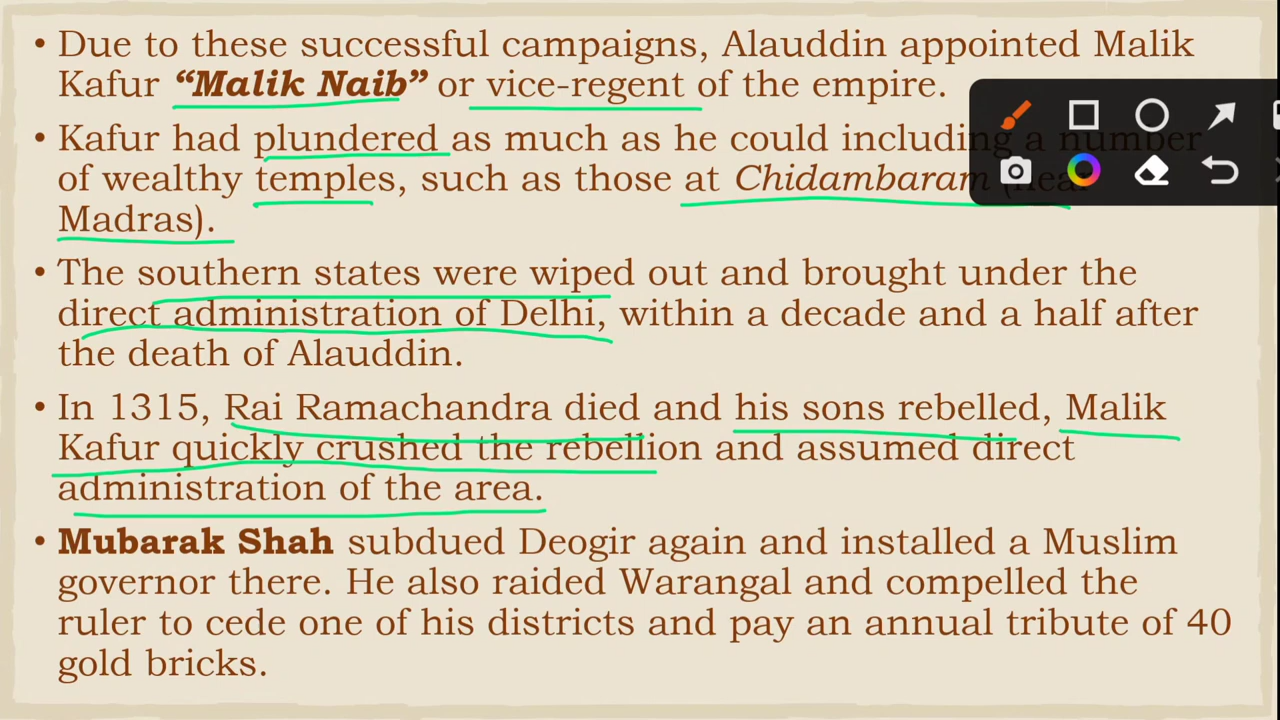 • Due to these successful campaigns, Alauddin appointed Malik
Kafur “Malik Naib” or vice-regent of the empire.
• Kafur had plundered as much as he could including a number
of wealthy temples, such as those at Chidambaram (near
Madras).
• The southern states were wiped out and brought under the
direct administration of Delhi, within a decade and a half after
the death of Alauddin.
• In 1315, Rai Ramachandra died and his sons rebelled, Malik
Kafur quickly crushed the rebellion and assumed direct
administration of the area.
• Mubarak Shah subdued Deogir again and installed a Muslim
governor there. He also raided Warangal and compelled the
ruler to cede one of his districts and pay an annual tribute of 40
gold bricks.